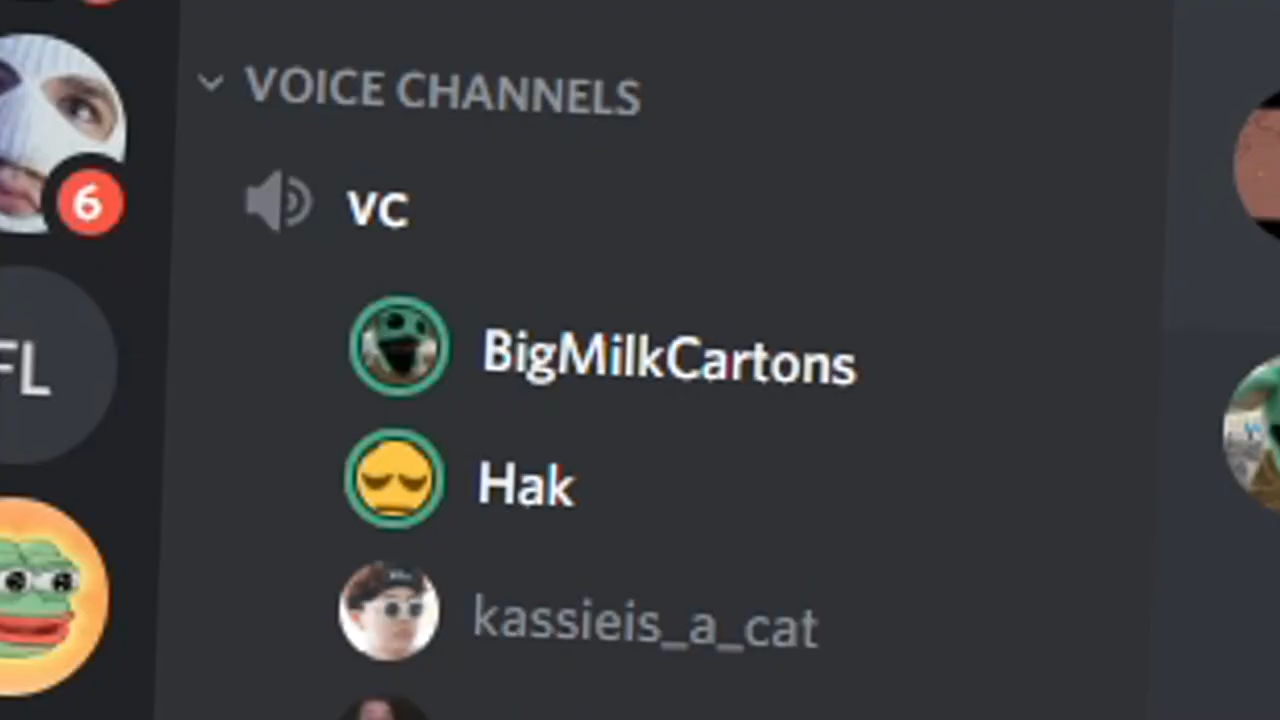 VOICE CHANNELS
6
vc
FL
BigMilkCartons
Hak
kassieis_a_cat